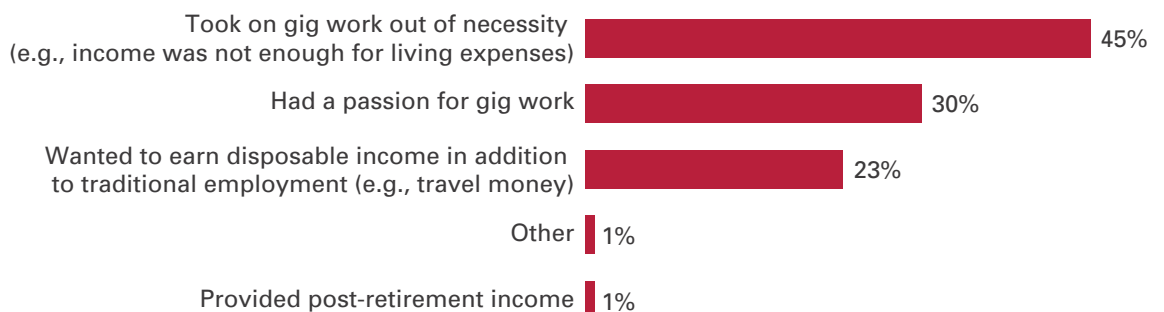 Took on gig work out of necessity
(e.g., income was not enough for living expenses)
45%
Had a passion for gig work
30%
Wanted to earn disposable income in addition
to traditional employment (e.g., travel money)
23%
Other
1%
Provided post-retirement income
1%